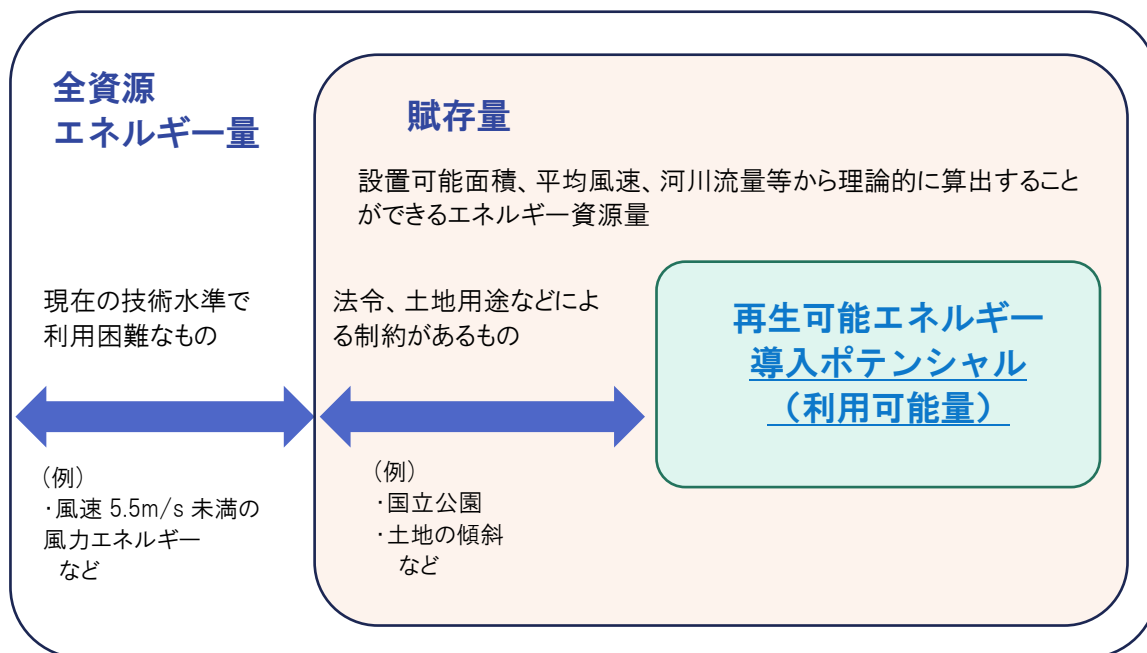 全資源
エネルギー量
賦存量
設置可能面積、平均風速、河川流量等から理論的に算出すること
ができるエネルギー資源量
現在の技術水準で
利用困難なもの
法令、土地用途などによ
る制約があるもの
再生可能エネルギー
導入ポテンシャル
（利用可能量）
（例）
・風速 5.5m/s 未満の
風力エネルギー
など
（例）
・国立公園
・土地の傾斜
など